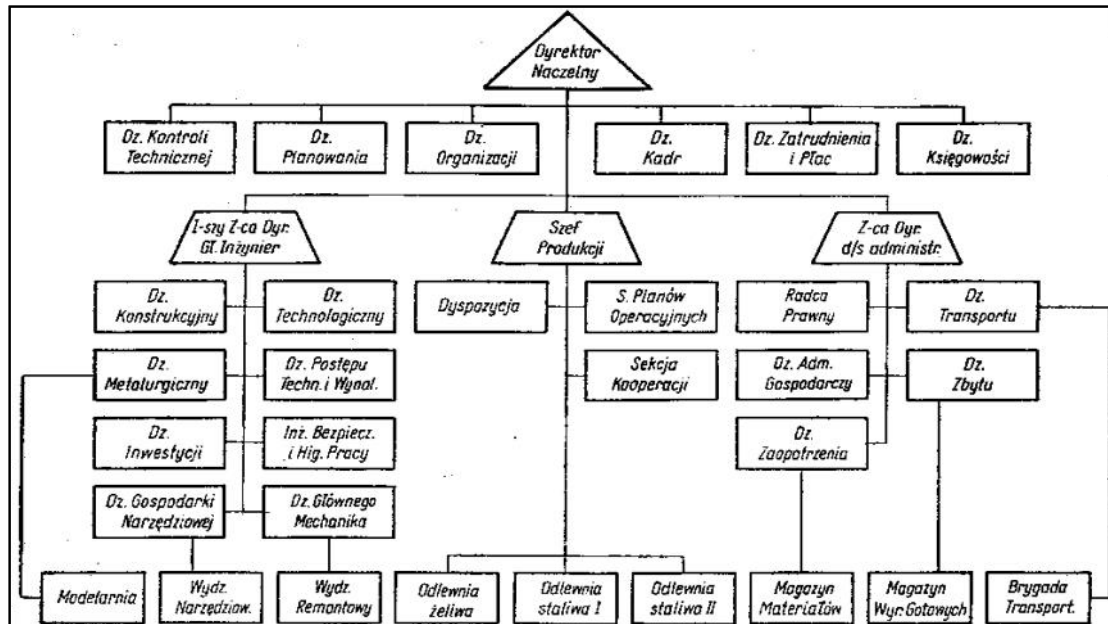 Dyrektor
Naczelny
Dz. Kontroli
Technicznej
Dz.
Planowania
Dz.
Organizacji
Dz.
Kadr
Dz. Zatrudnienia
i Płac
Dz.
Księgowości
I-szy Z-ca Dyr.
Gł. Inżynier
Szef
Produkcji
Z-ca Dyr.
d/s administr.
Dz.
Konstrukcyjny
Dz.
Technologiczny
Dyspozycja
S. Planów
Operacyjnych
Radca
Prawny
Dz.
Transportu
Dz.
Metalurgiczny
Dz. Postępu
Techn. i Wynal.
Sekcja
Kooperacji
Dz. Adm.
Gospodarczy
Dz.
Zbytu
Dz.
Inwestycji
Inż. Bezpiecz.
i Hig. Pracy
Dz.
Zaopatrzenia
Dz. Gospodarki
Narzędziowej
Dz. Głównego
Mechanika
Modelarnia
Wydz.
Narzędziow.
Wydz.
Remontowy
Odlewnia
żeliwa
Odlewnia
staliwa I
Odlewnia
staliwa II
Magazyn
Materiałów
Magazyn
Wyr. Gotowych
Brygada
Transport.